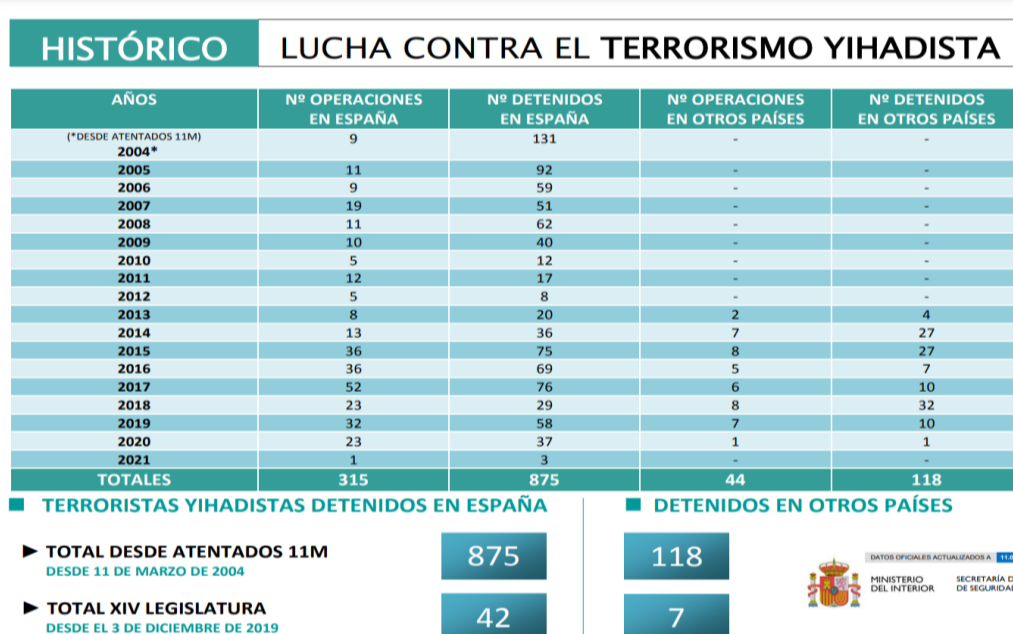 HISTÓRICO LUCHA CONTRA EL TERRORISMO YIHADISTA
AÑOS Nº OPERACIONES EN ESPAÑA Nº DETENIDOS EN ESPAÑA Nº OPERACIONES EN OTROS PAÍSES Nº DETENIDOS EN OTROS PAÍSES
(*DESDE ATENTADOS 11M)
2004* 9 131 - -
2005 11 92 - -
2006 9 59 - -
2007 19 51 - -
2008 11 62 - -
2009 10 40 - -
2010 5 12 - -
2011 12 17 - -
2012 5 8 - -
2013 8 20 2 4
2014 13 36 7 27
2015 36 75 8 27
2016 36 69 5 7
2017 52 76 6 10
2018 23 29 8 32
2019 32 58 7 10
2020 23 37 1 1
2021 1 3 - -
TOTALES 315 875 44 118
TERRORISTAS YIHADISTAS DETENIDOS EN ESPAÑA
TOTAL DESDE ATENTADOS 11M 875
DESDE 11 DE MARZO DE 2004
TOTAL XIV LEGISLATURA 42
DESDE EL 3 DE DICIEMBRE DE 2019
DETENIDOS EN OTROS PAÍSES
118
7
DATOS OFICIALES ACTUALIZADOS A
MINISTERIO
DEL INTERIOR
SECRETARÍA
DE